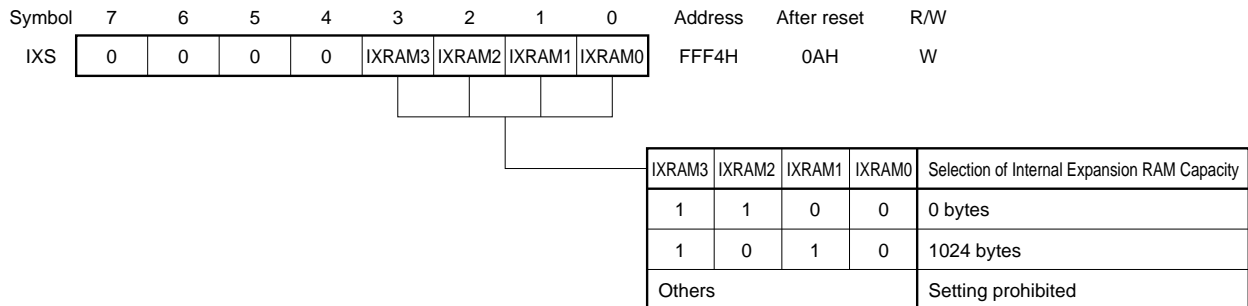 Symbol 7 6 5 4 3 2 1 0 Address After reset R/W
IXS 0 0 0 0 IXRAM3 IXRAM2 IXRAM1 IXRAM0 FFF4H 0AH W
IXRAM3 IXRAM2 IXRAM1 IXRAM0 Selection of Internal Expansion RAM Capacity
1 1 0 0 0 bytes
1 0 1 0 1024 bytes
Others Setting prohibited